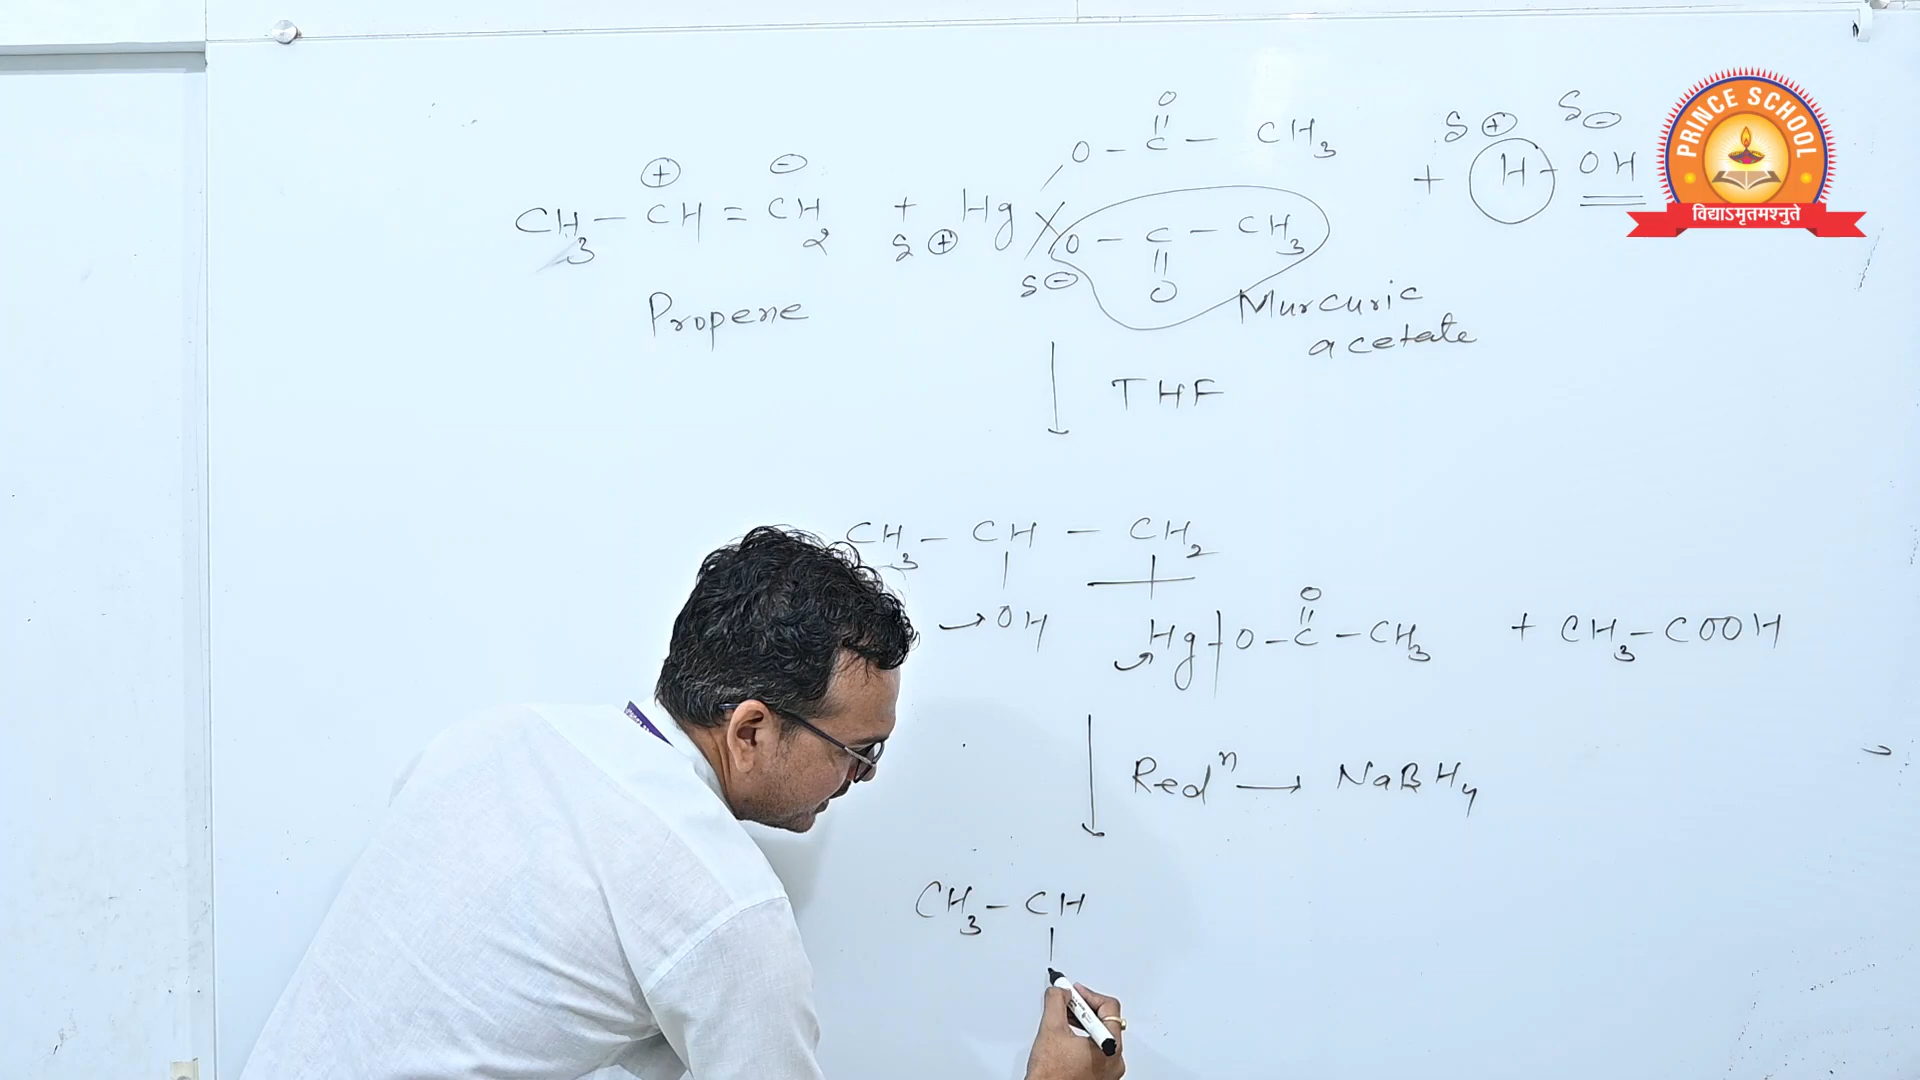 O
||
O - C - CH3
⊕ ⊖
CH3 - CH = CH2 + Hg
δ⊕
O - C - CH3
||
O
δ⊖
+ H - OH
δ⊕ δ⊖
Propene
Murcuric
acetate
THF
CH3 - CH - CH2
O
||
→OH Hg - O - C - CH3 + CH3 - COOH
Redn → NaBH4
CH3 - CH
|
PRINCE SCHOOL
विद्याऽमृतमश्नुते